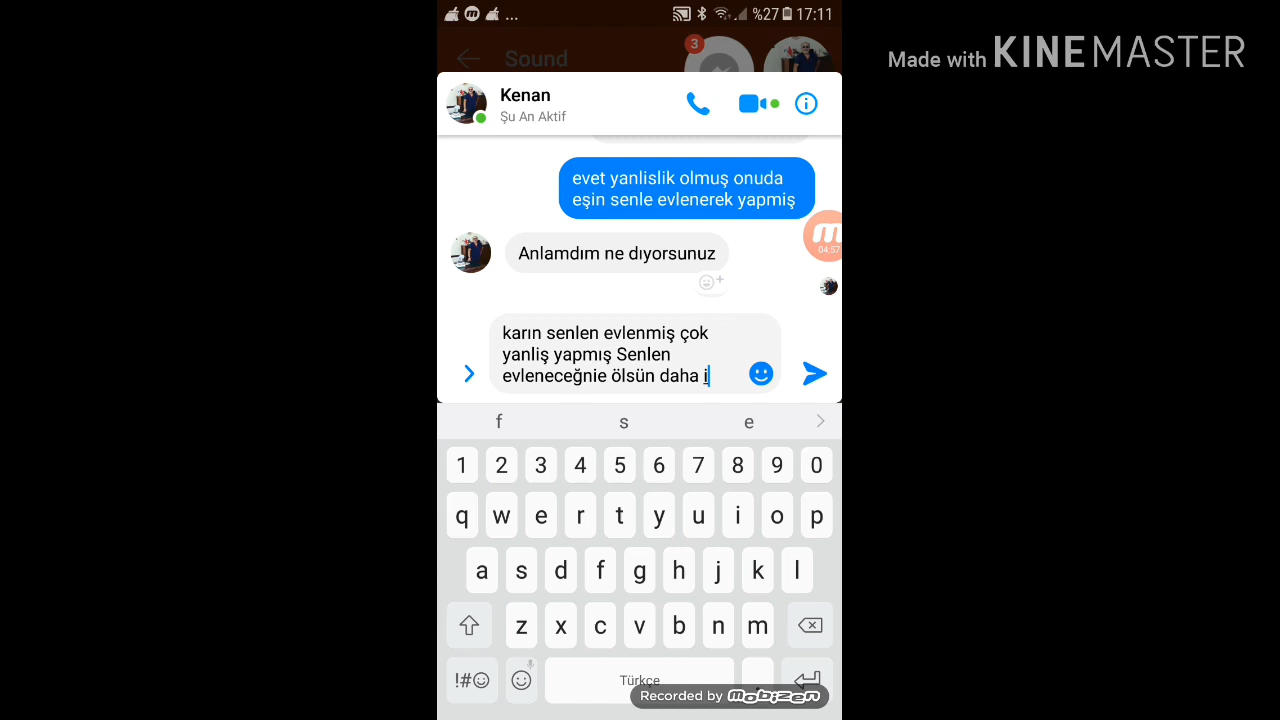 ... %27 17:11
Made with KINEMASTER
Sound
3
Kenan
Şu An Aktif
evet yanlislik olmuş onuda
eşin senle evlenerek yapmiş
04:57
Anlamdım ne dıyorsunuz
karın senlen evlenmiş çok
yanliş yapmış Senlen
evleneceğnie ölsün daha i
f s e
1 2 3 4 5 6 7 8 9 0
q w e r t y u i o p
a s d f g h j k l
z x c v b n m
!#☺ Türkçe
Recorded by mobizen